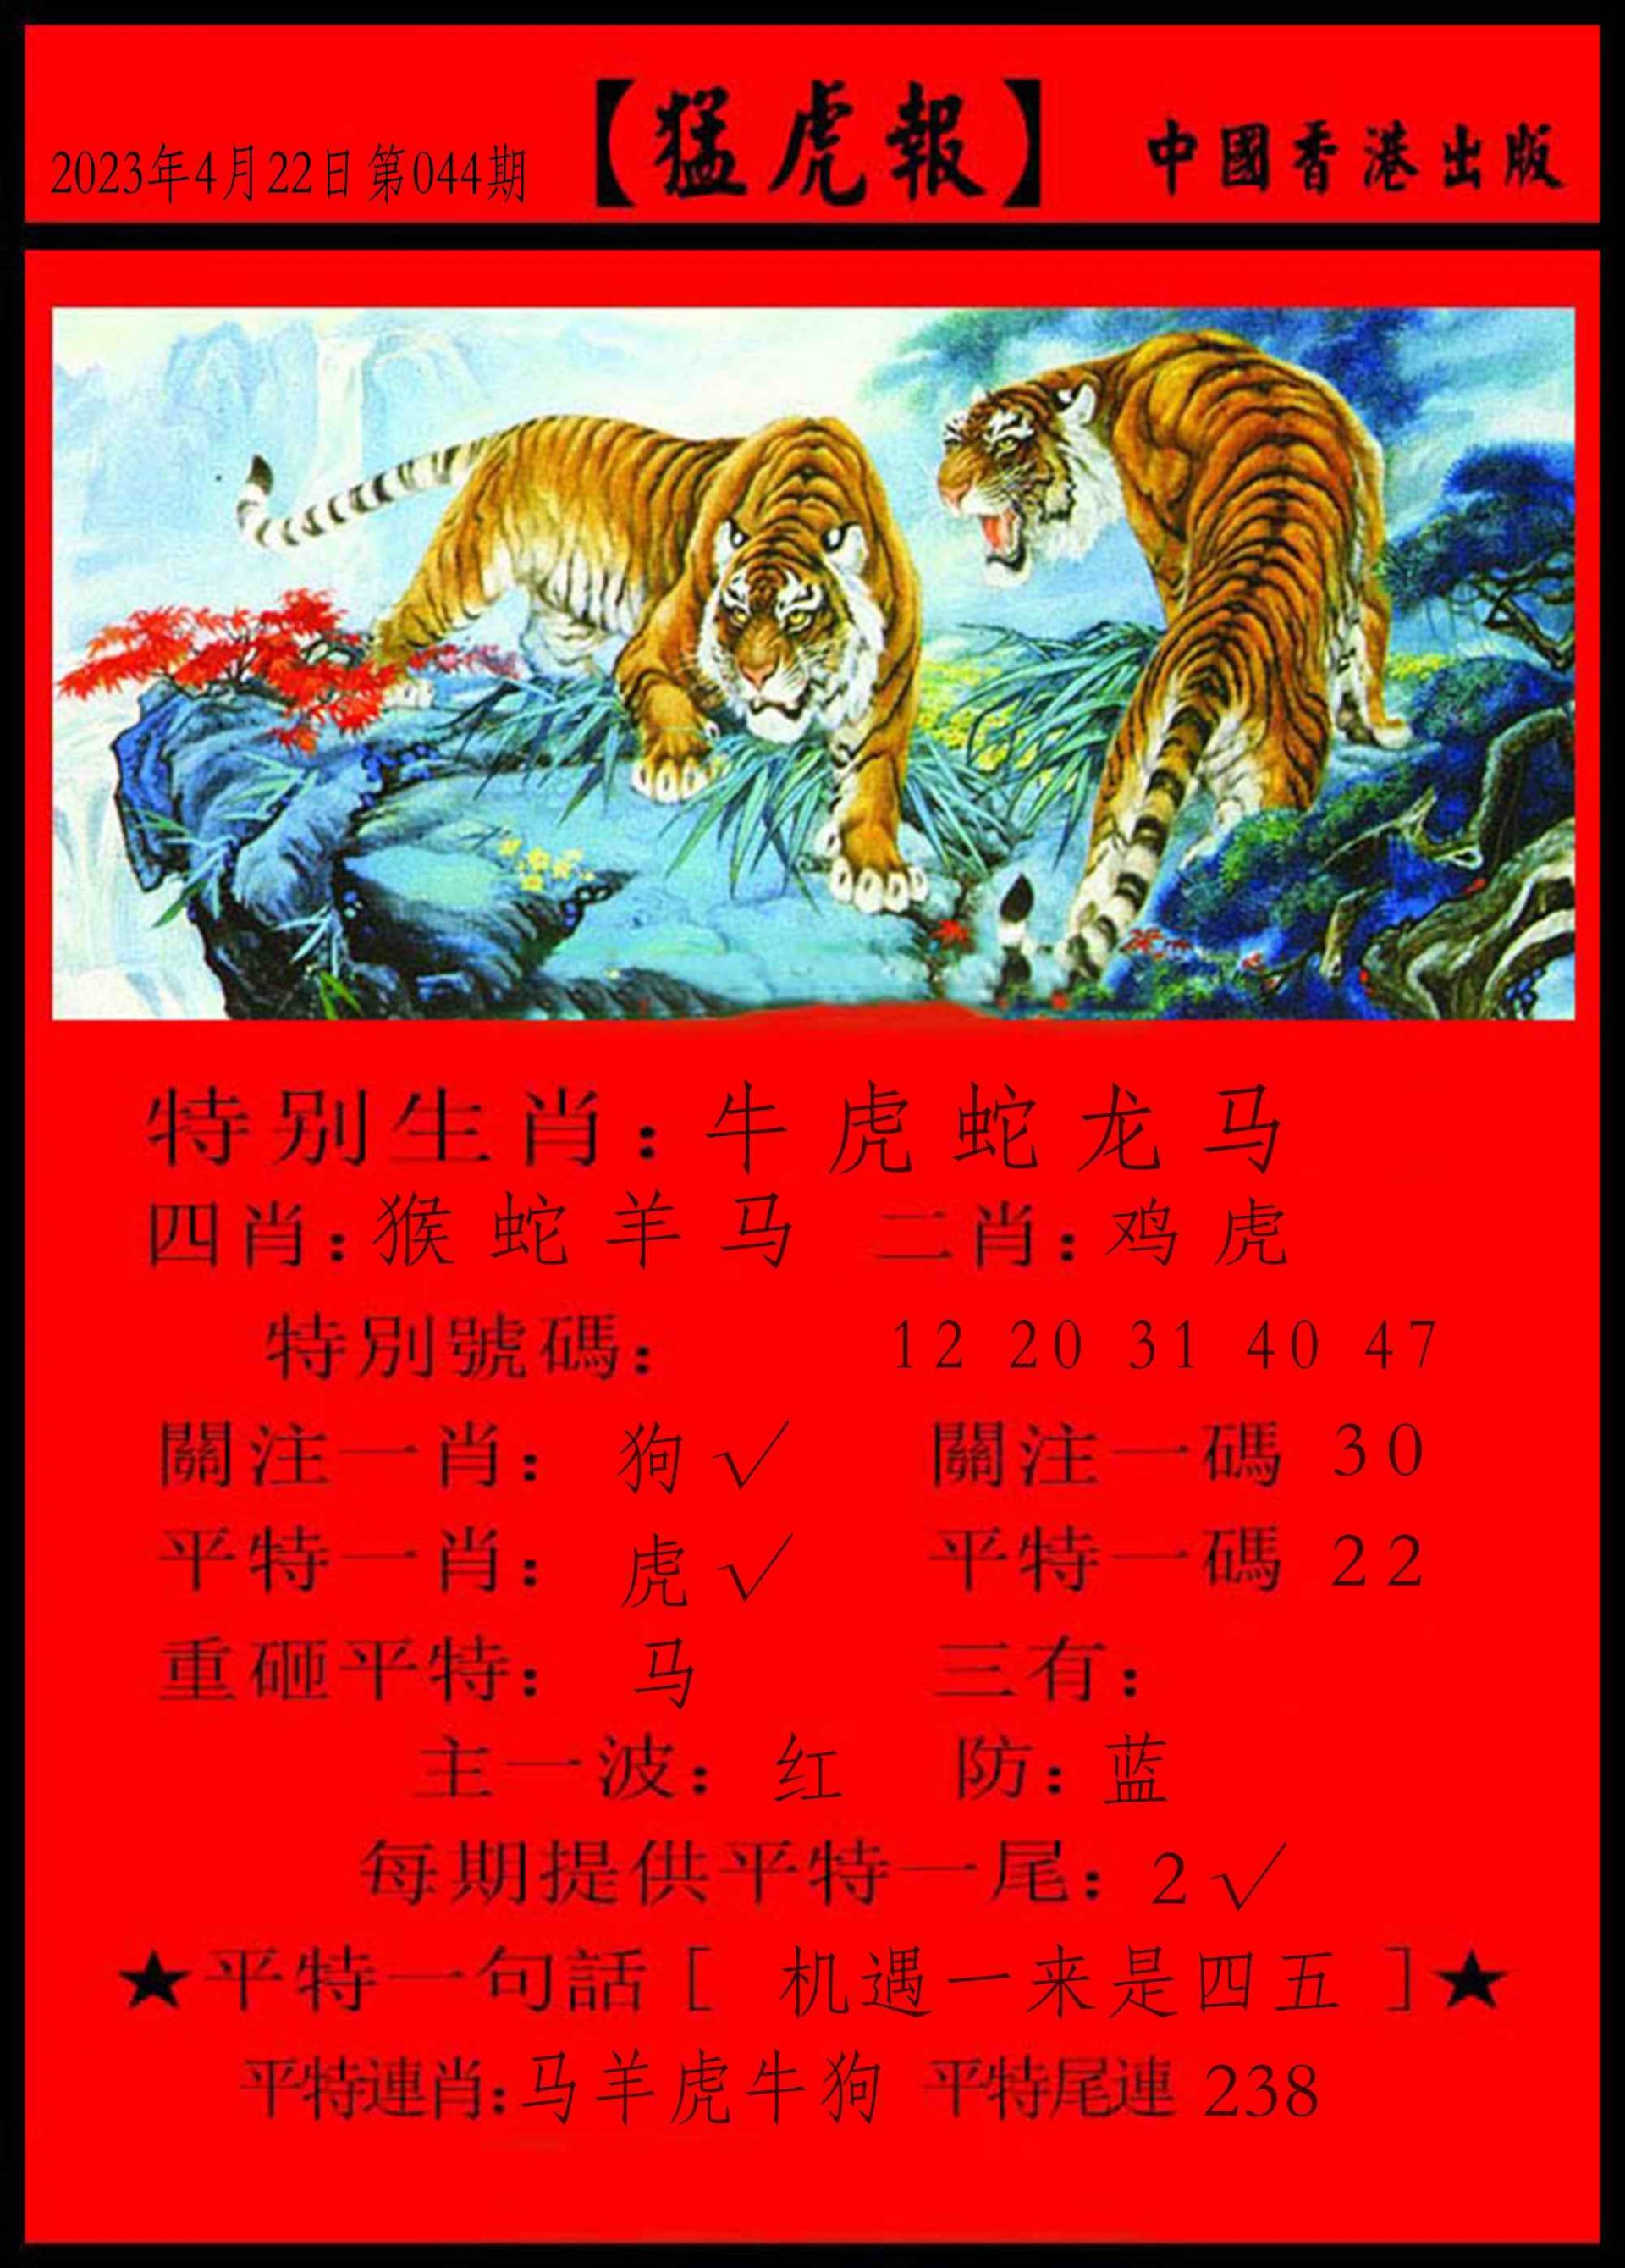 2023年4月22日第044期 【猛虎報】 中國香港出版
特别生肖：牛虎蛇龙马
四肖：猴蛇羊马 二肖：鸡虎
特別號碼： 12 20 31 40 47
關注一肖： 狗√ 關注一碼 30
平特一肖： 虎√ 平特一碼 22
重砸平特： 马 三有：
主一波：红 防：蓝
每期提供平特一尾：2√
★平特一句話［ 机遇一来是四五 ］★
平特連肖:马羊虎牛狗 平特尾連 238